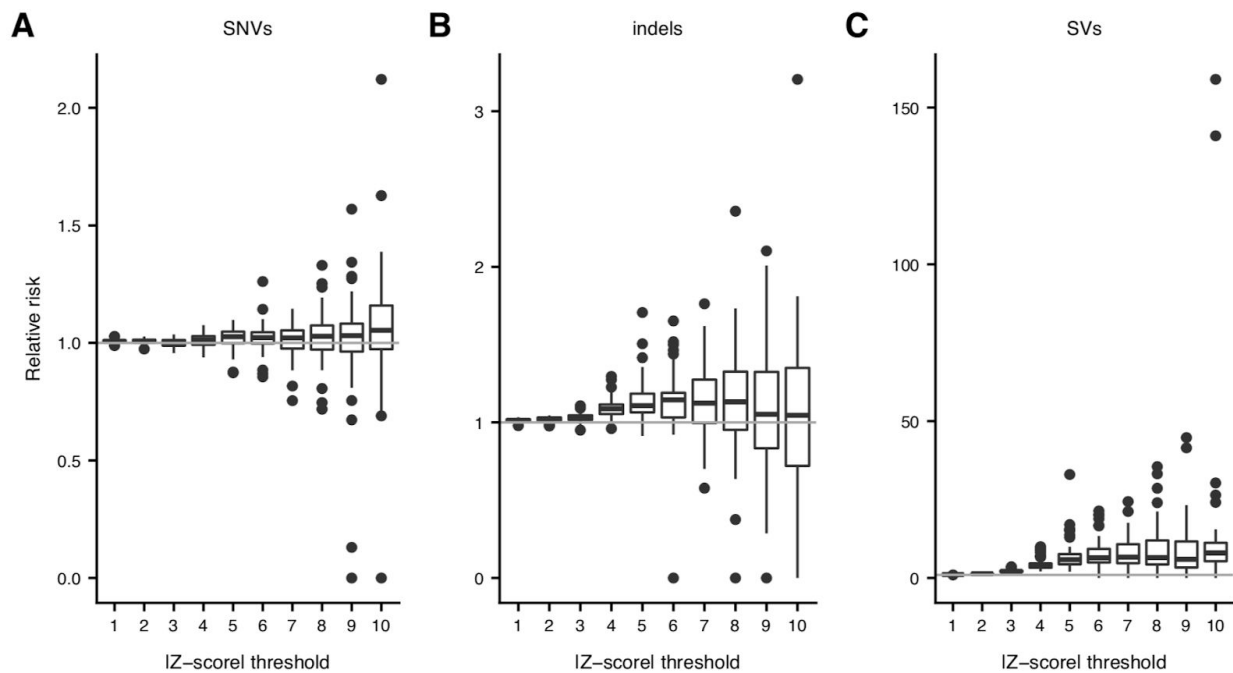 A
SNVs
Relative risk
2.0
1.5
1.0
0.5
0.0
1 2 3 4 5 6 7 8 9 10
|Z−score| threshold
B
indels
3
2
1
0
1 2 3 4 5 6 7 8 9 10
|Z−score| threshold
C
SVs
150
100
50
0
1 2 3 4 5 6 7 8 9 10
|Z−score| threshold